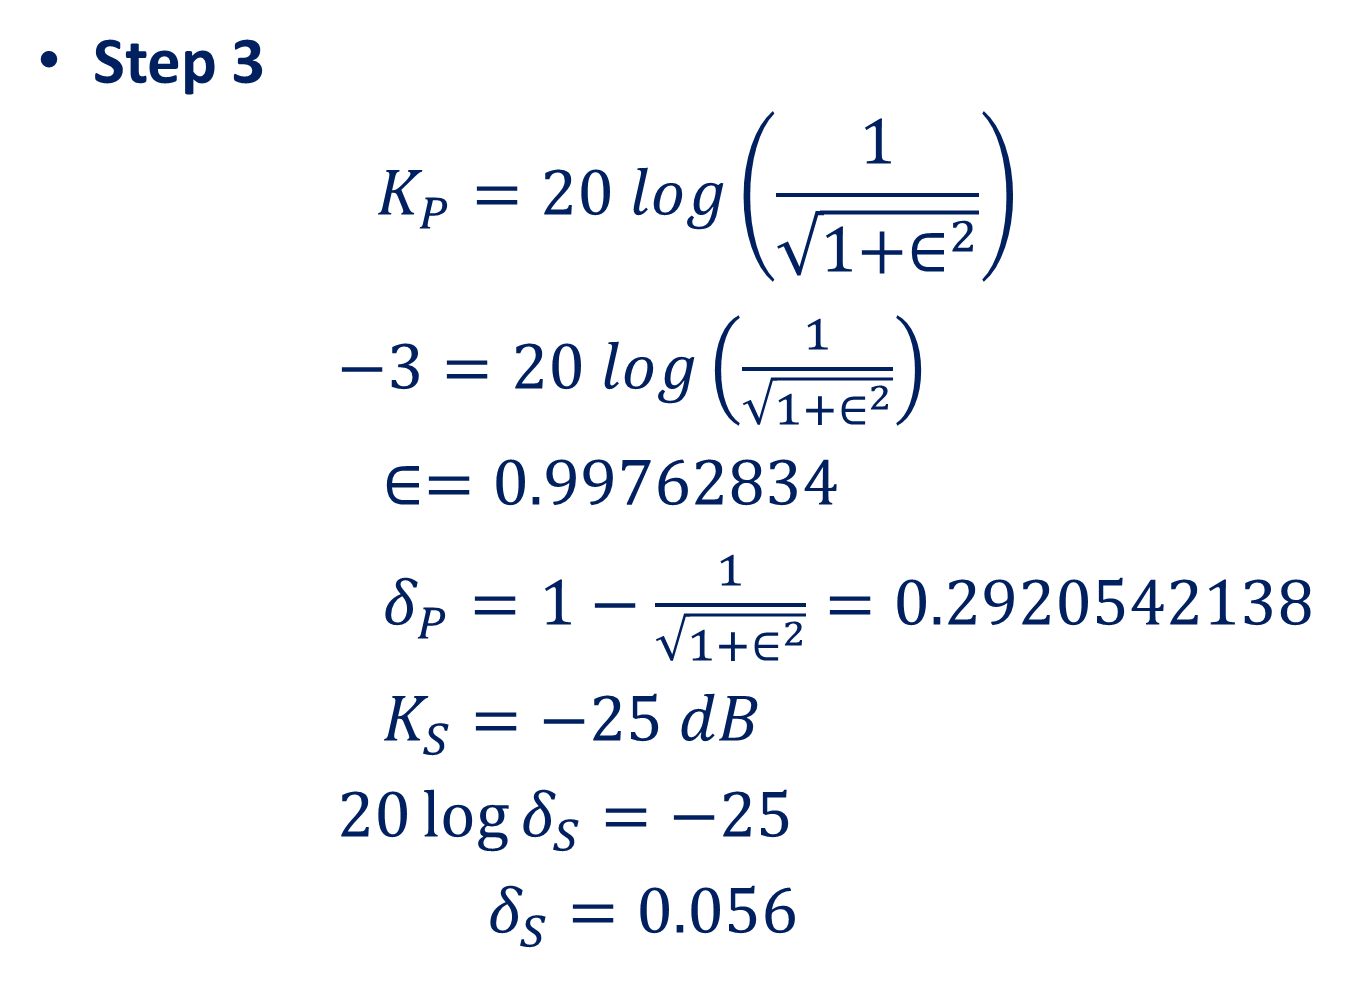 • Step 3
K_P = 20 log(1/√(1+∈²))
−3 = 20 log(1/√(1+∈²))
∈= 0.99762834
δ_P = 1 − 1/√(1+∈²) = 0.2920542138
K_S = −25 dB
20 log δ_S = −25
δ_S = 0.056